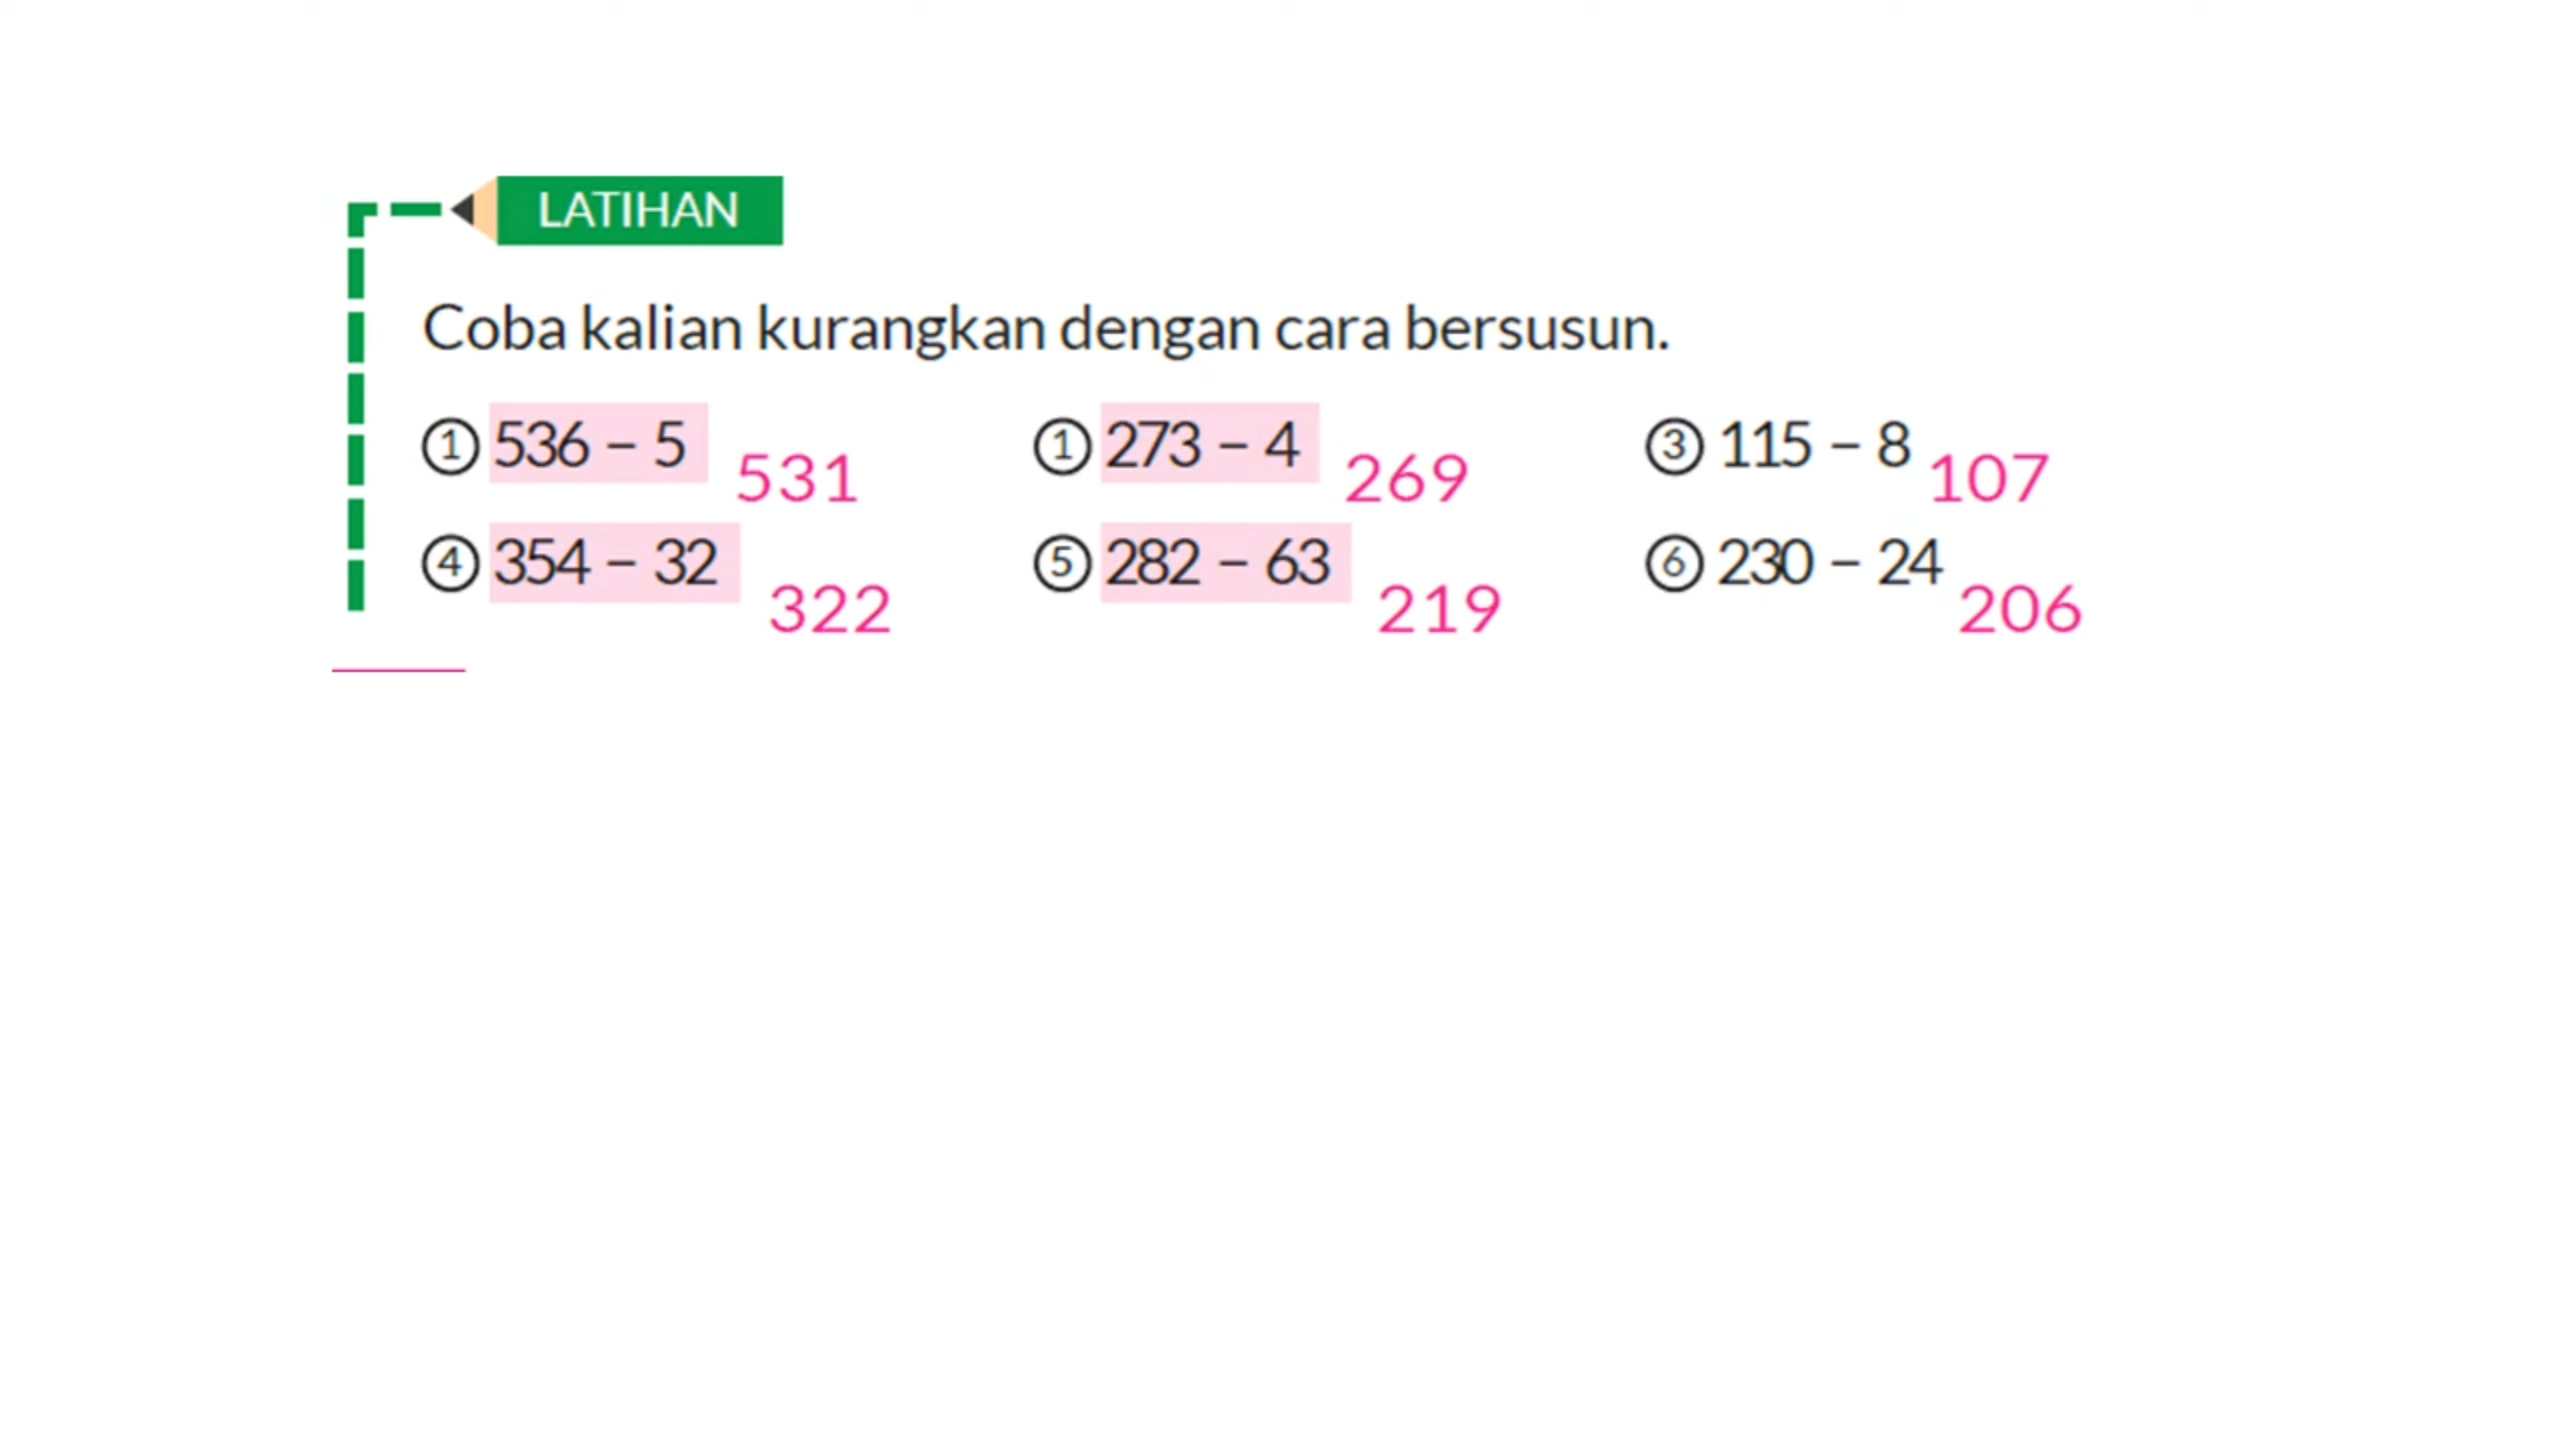 LATIHAN
Coba kalian kurangkan dengan cara bersusun.
① 536 – 5 531 ① 273 – 4 269 ③ 115 – 8 107
④ 354 – 32 322 ⑤ 282 – 63 219 ⑥ 230 – 24 206